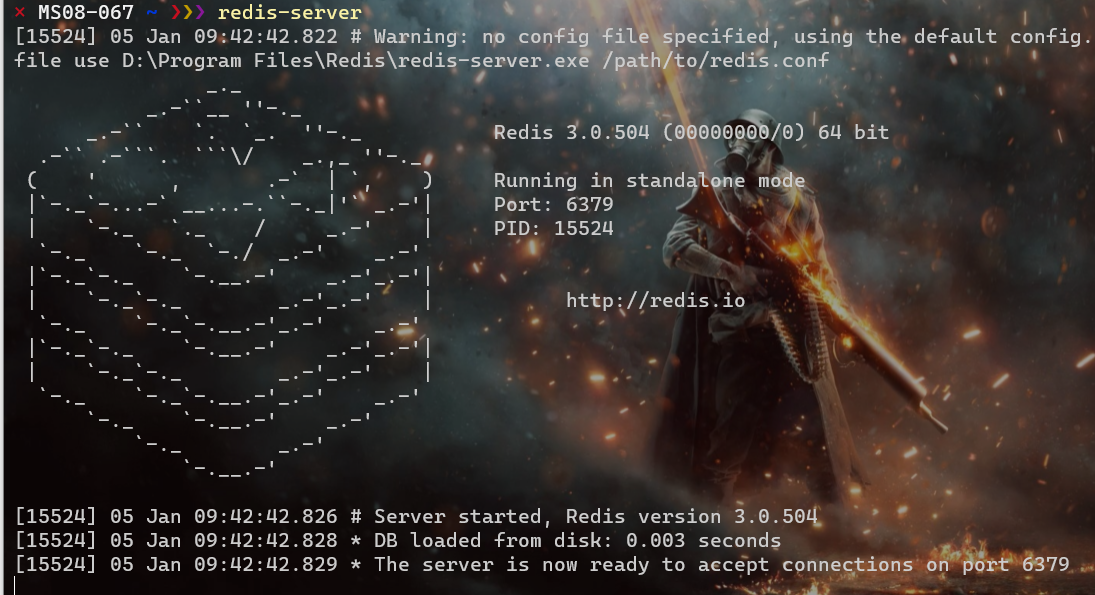 × MS08-067 ~ ❯❯❯ redis-server
[15524] 05 Jan 09:42:42.822 # Warning: no config file specified, using the default config.
file use D:\Program Files\Redis\redis-server.exe /path/to/redis.conf
Redis 3.0.504 (00000000/0) 64 bit
Running in standalone mode
Port: 6379
PID: 15524
http://redis.io
[15524] 05 Jan 09:42:42.826 # Server started, Redis version 3.0.504
[15524] 05 Jan 09:42:42.828 * DB loaded from disk: 0.003 seconds
[15524] 05 Jan 09:42:42.829 * The server is now ready to accept connections on port 6379